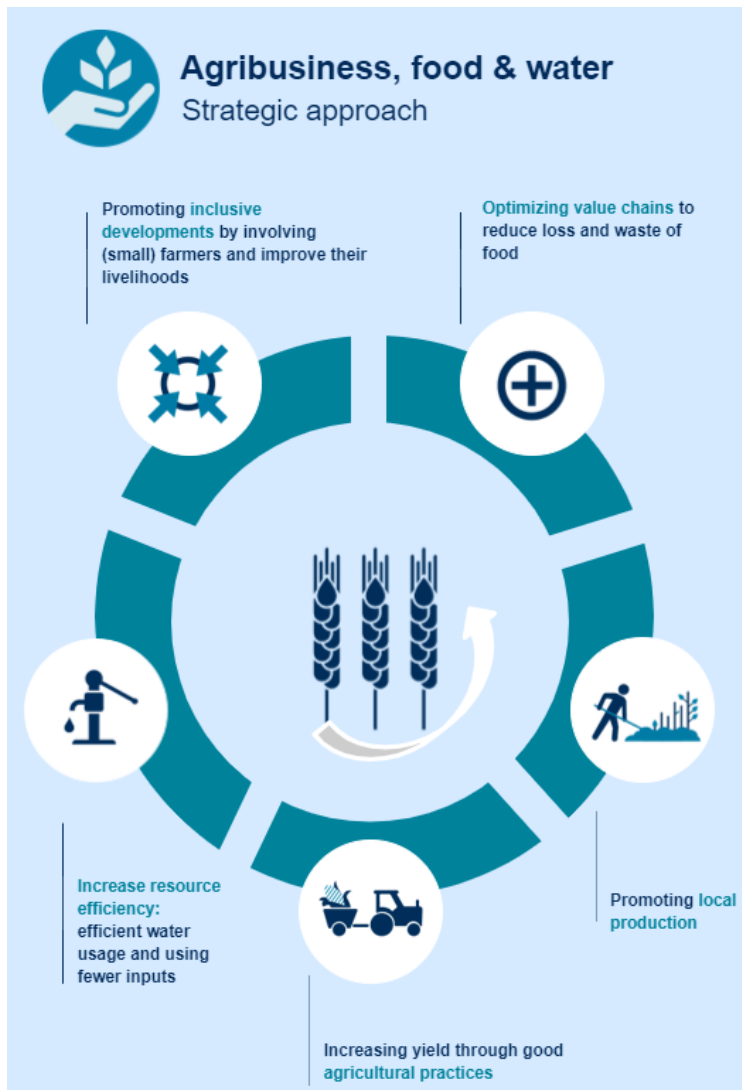 Agribusiness, food & water
Strategic approach
Promoting inclusive
developments by involving
(small) farmers and improve their
livelihoods
Optimizing value chains to
reduce loss and waste of
food
Increase resource
efficiency:
efficient water
usage and using
fewer inputs
Promoting local
production
Increasing yield through good
agricultural practices